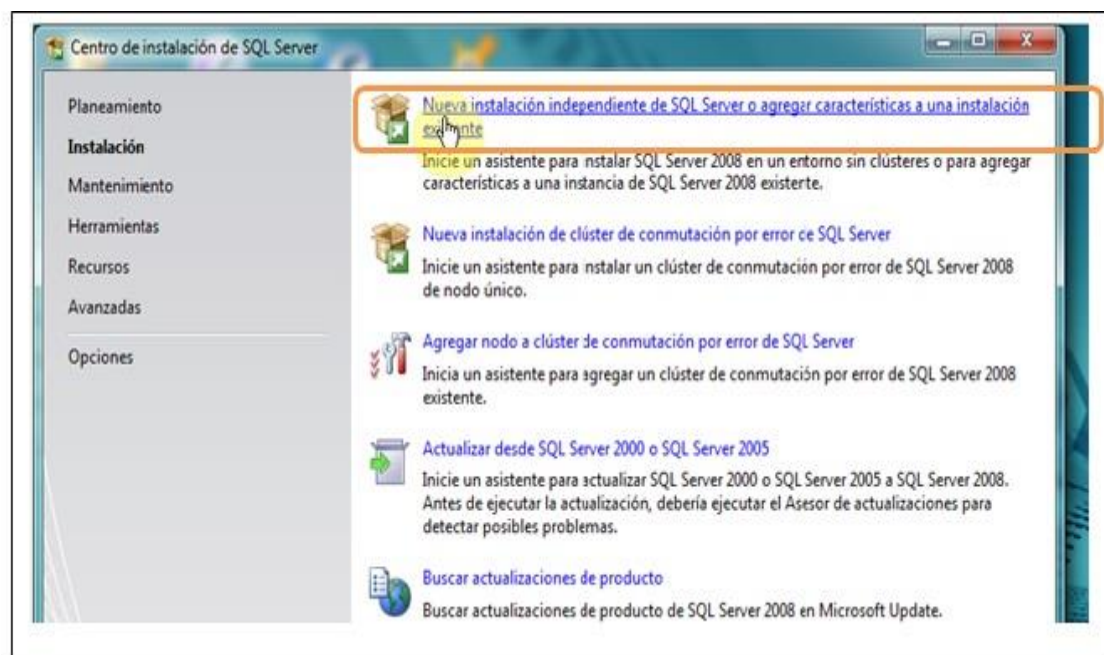 Centro de instalación de SQL Server
Planeamiento
Instalación
Mantenimiento
Herramientas
Recursos
Avanzadas
Opciones
Nueva instalación independiente de SQL Server o agregar características a una instalación
existente
Inicie un asistente para instalar SQL Server 2008 en un entorno sin clústeres o para agregar
características a una instancia de SQL Server 2008 existente.
Nueva instalación de clúster de conmutación por error de SQL Server
Inicie un asistente para instalar un clúster de conmutación por error de SQL Server 2008
de nodo único.
Agregar nodo a clúster de conmutación por error de SQL Server
Inicia un asistente para agregar un clúster de conmutación por error de SQL Server 2008
existente.
Actualizar desde SQL Server 2000 o SQL Server 2005
Inicie un asistente para actualizar SQL Server 2000 o SQL Server 2005 a SQL Server 2008.
Antes de ejecutar la actualización, debería ejecutar el Asesor de actualizaciones para
detectar posibles problemas.
Buscar actualizaciones de producto
Buscar actualizaciones de producto de SQL Server 2008 en Microsoft Update.